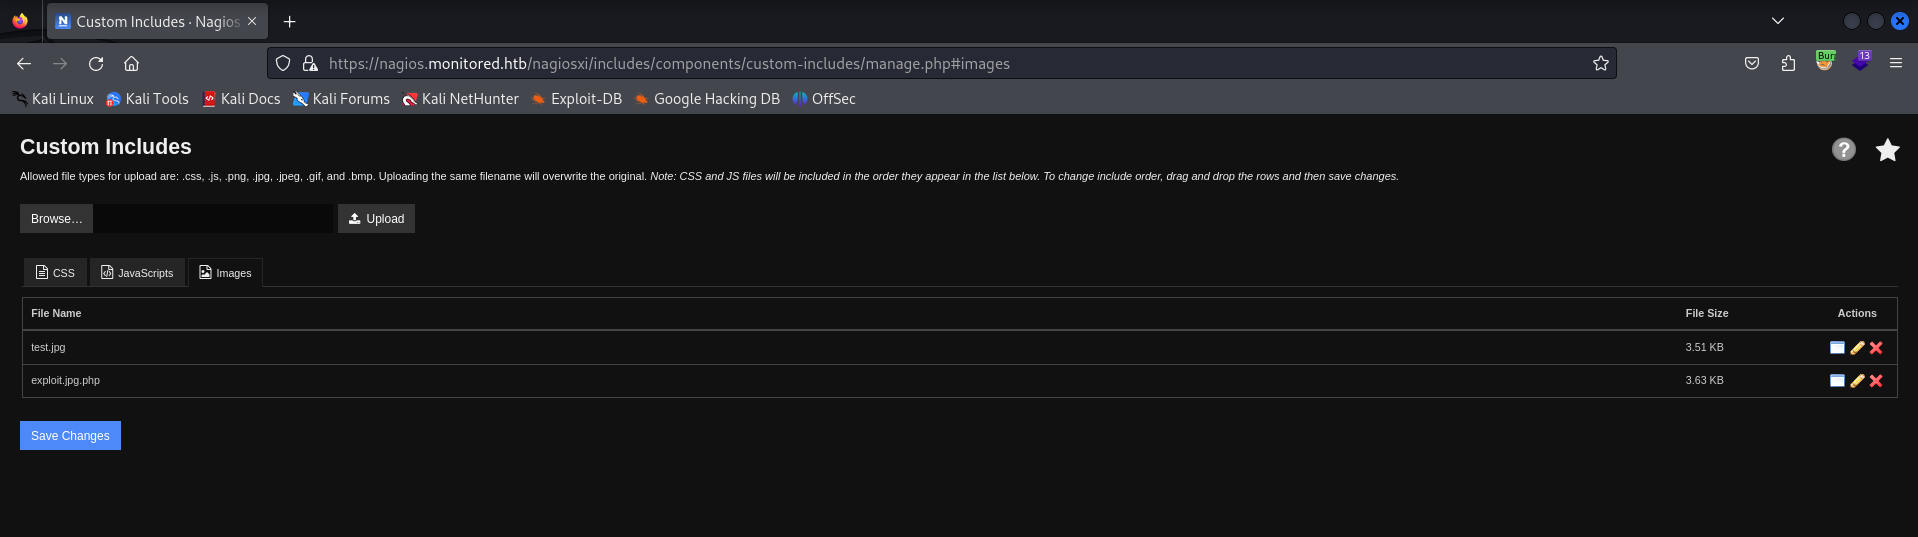 Custom Includes · Nagios
https://nagios.monitored.htb/nagiosxi/includes/components/custom-includes/manage.php#images
Bur
13
Kali Linux Kali Tools Kali Docs Kali Forums Kali NetHunter Exploit-DB Google Hacking DB OffSec
Custom Includes
Allowed file types for upload are: .css, .js, .png, .jpg, .jpeg, .gif, and .bmp. Uploading the same filename will overwrite the original. Note: CSS and JS files will be included in the order they appear in the list below. To change include order, drag and drop the rows and then save changes.
Browse... Upload
CSS JavaScripts Images
File Name File Size Actions
test.jpg 3.51 KB
exploit.jpg.php 3.63 KB
Save Changes